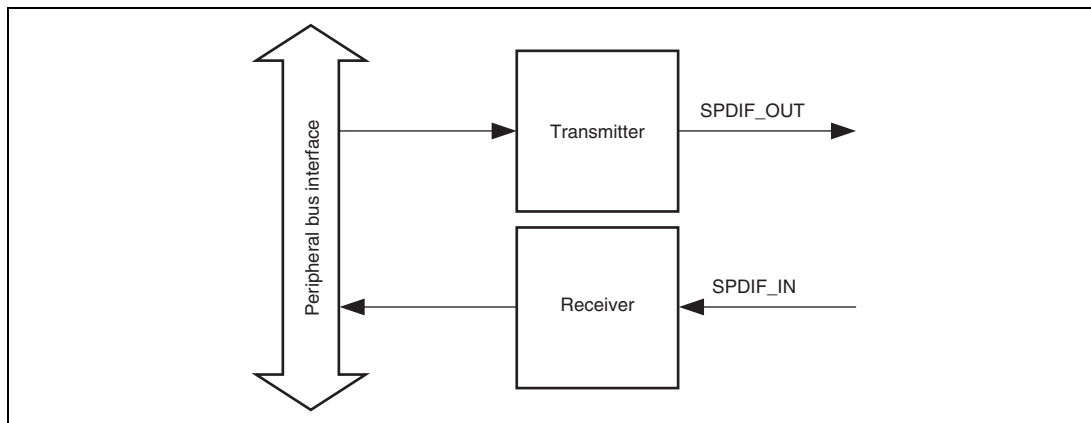 Peripheral bus interface
Transmitter
SPDIF_OUT
Receiver
SPDIF_IN